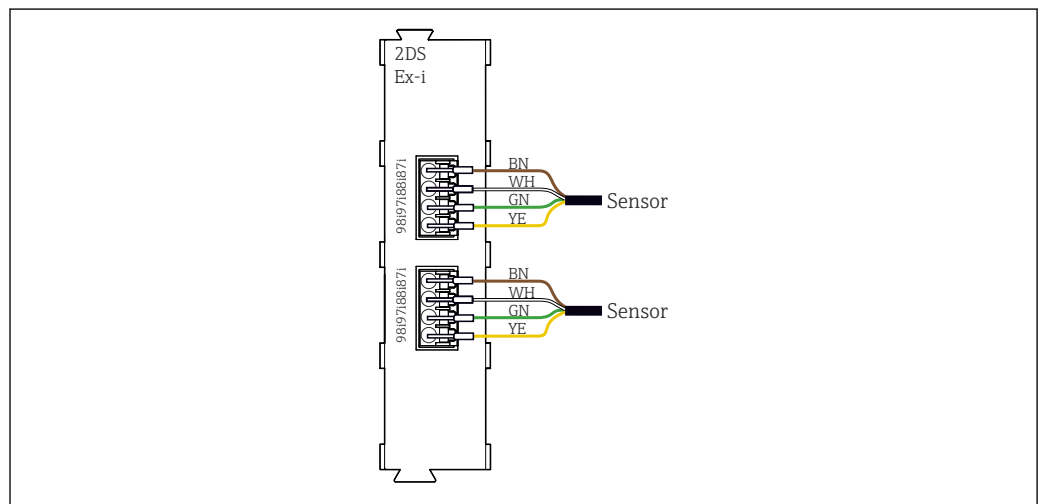 2DS
Ex-i
98i97i88i87i
BN
WH
GN
YE
Sensor
98i97i88i87i
BN
WH
GN
YE
Sensor